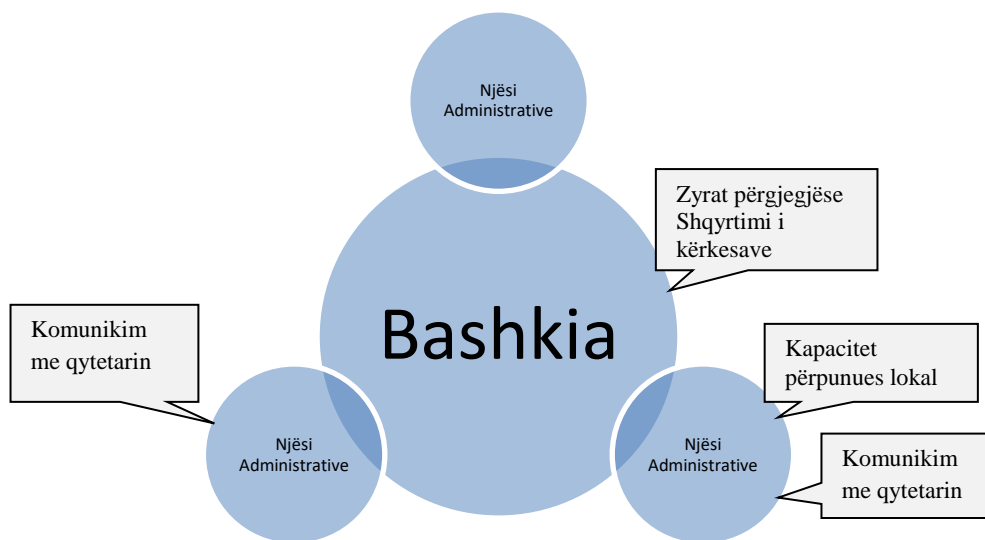 Njësi
Administrative
Zyrat përgjegjëse
Shqyrtimi i
kërkesave
Bashkia
Komunikim
me qytetarin
Kapacitet
përpunues lokal
Njësi
Administrative
Njësi
Administrative
Komunikim
me qytetarin